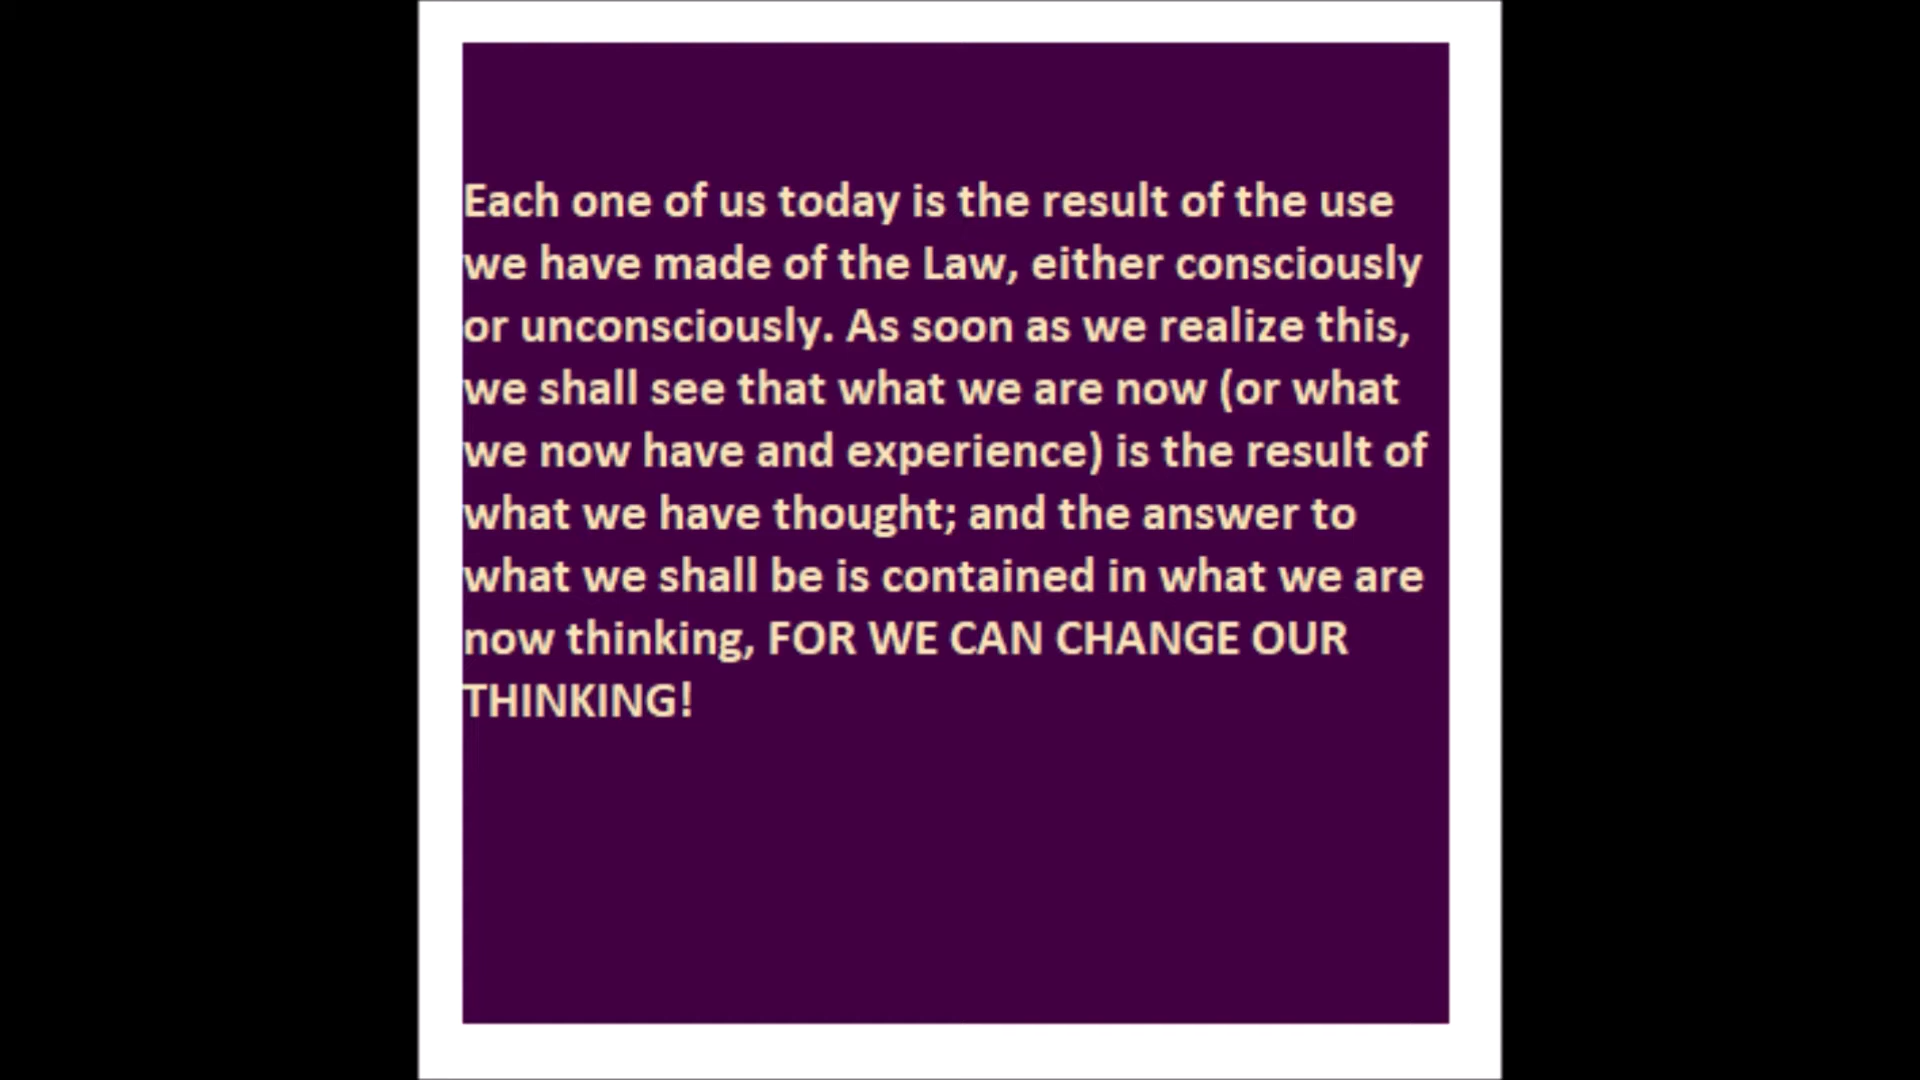 Each one of us today is the result of the use
we have made of the Law, either consciously
or unconsciously. As soon as we realize this,
we shall see that what we are now (or what
we now have and experience) is the result of
what we have thought; and the answer to
what we shall be is contained in what we are
now thinking, FOR WE CAN CHANGE OUR
THINKING!